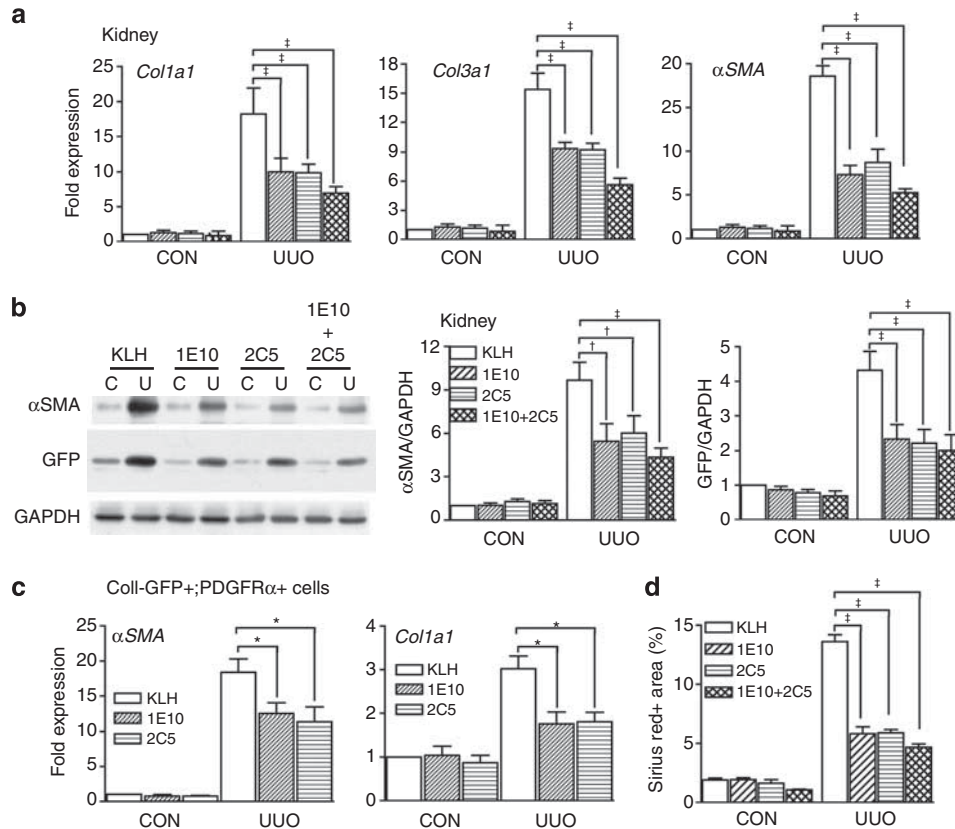 a
Kidney
Col1a1
Fold expression
25
20
15
10
5
0
‡
‡
‡
CON
UUO
Col3a1
18
15
12
9
6
3
0
‡
‡
‡
CON
UUO
αSMA
20
25
20
5
0
‡
‡
‡
CON
UUO
b
1E10
+
KLH 1E10 2C5 2C5
C U C U C U C U
αSMA
GFP
GAPDH
Kidney
αSMA/GAPDH
12
9
6
3
0
KLH
1E10
2C5
1E10+2C5
‡
†
†
CON
UUO
GFP/GAPDH
5
4
3
2
1
0
‡
‡
‡
CON
UUO
c
Coll-GFP+;PDGFRα+ cells
αSMA
Fold expression
25
20
15
10
5
0
KLH
1E10
2C5
*
*
CON
UUO
Col1a1
4
3
2
1
0
KLH
1E10
2C5
*
*
CON
UUO
d
KLH
1E10
2C5
1E10+2C5
Sirius red+ area (%)
15
10
5
0
‡
‡
‡
CON
UUO